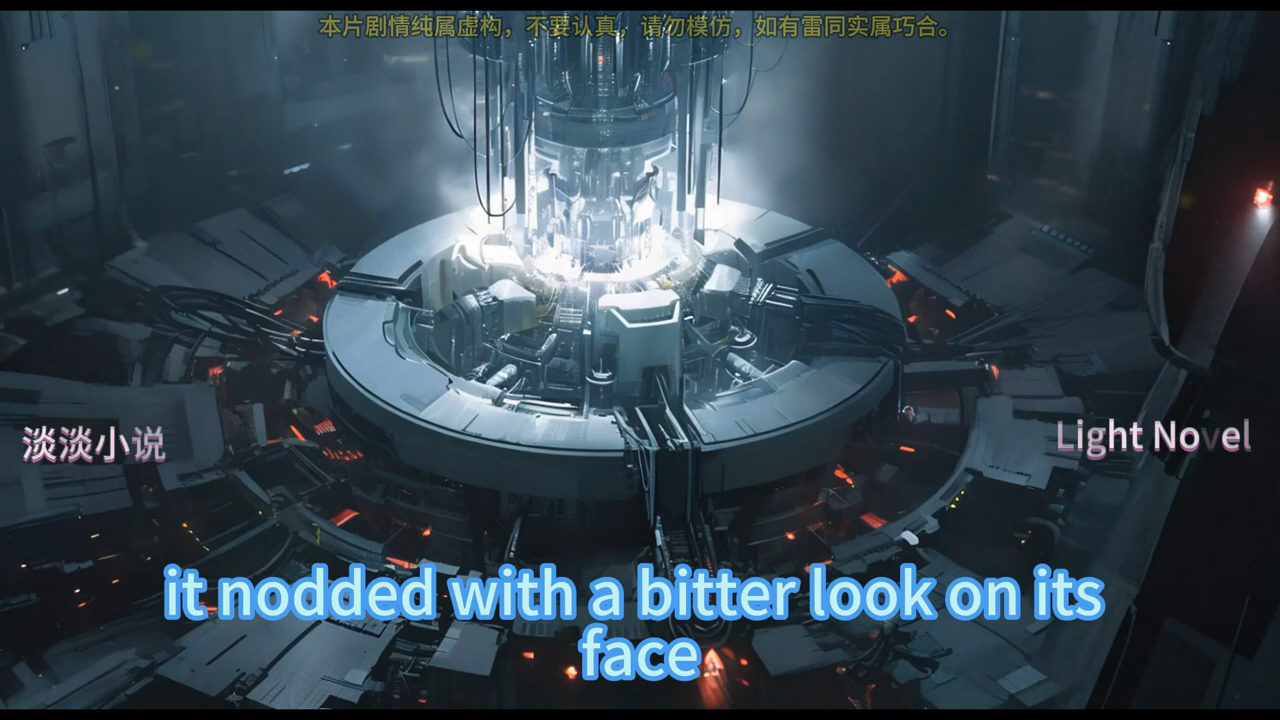 本片剧情纯属虚构，不要认真，请勿模仿，如有雷同实属巧合。
淡淡小说
Light Novel
it nodded with a bitter look on its
face